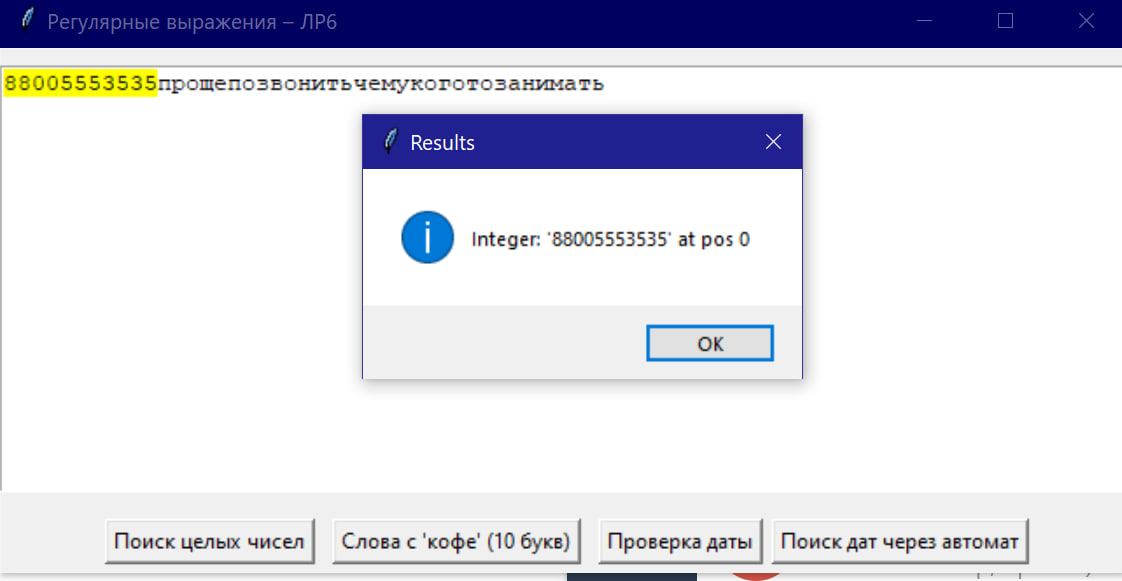 Регулярные выражения – ЛР6
88005553535прощепозвонитьчемукоготозанимать
Results
Integer: '88005553535' at pos 0
OK
Поиск целых чисел
Слова с 'кофе' (10 букв)
Проверка даты
Поиск дат через автомат